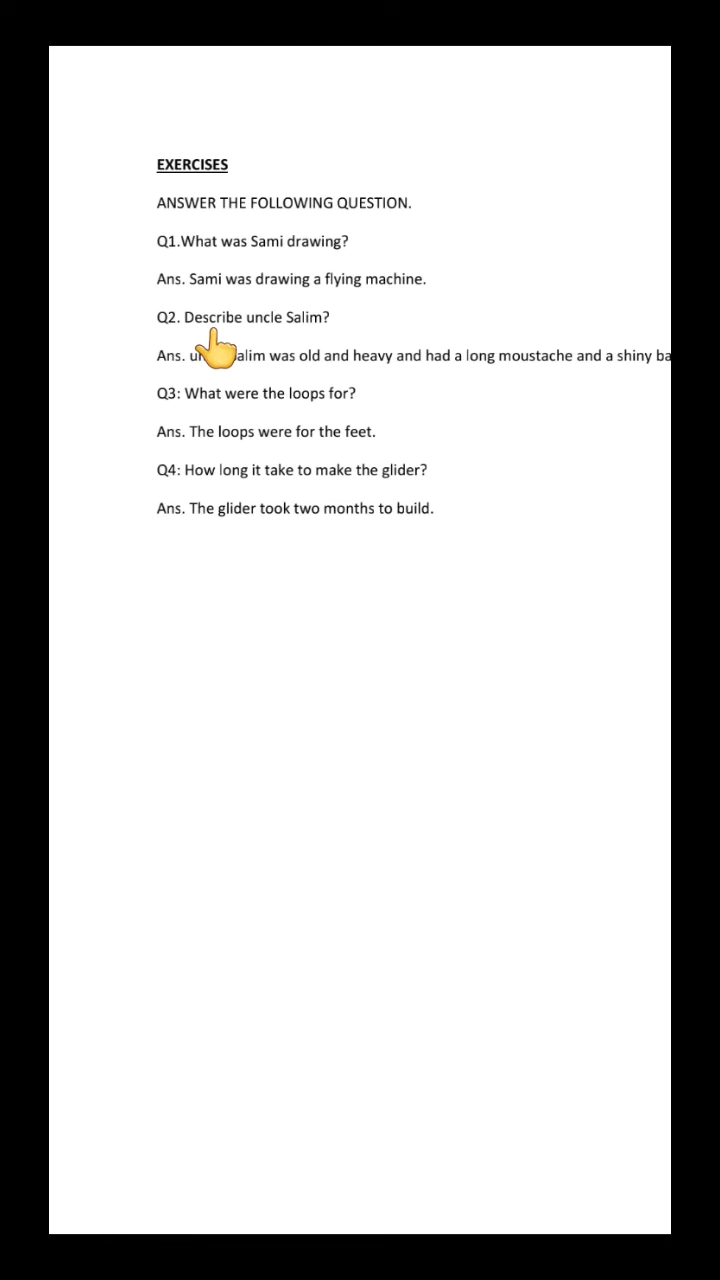 EXERCISES
ANSWER THE FOLLOWING QUESTION.
Q1.What was Sami drawing?
Ans. Sami was drawing a flying machine.
Q2. Describe uncle Salim?
Ans. was old and heavy and had a long moustache and a shiny
Q3: What were the loops for?
Ans. The loops were for the feet.
Q4: How long it take to make the glider?
Ans. The glider took two months to build.